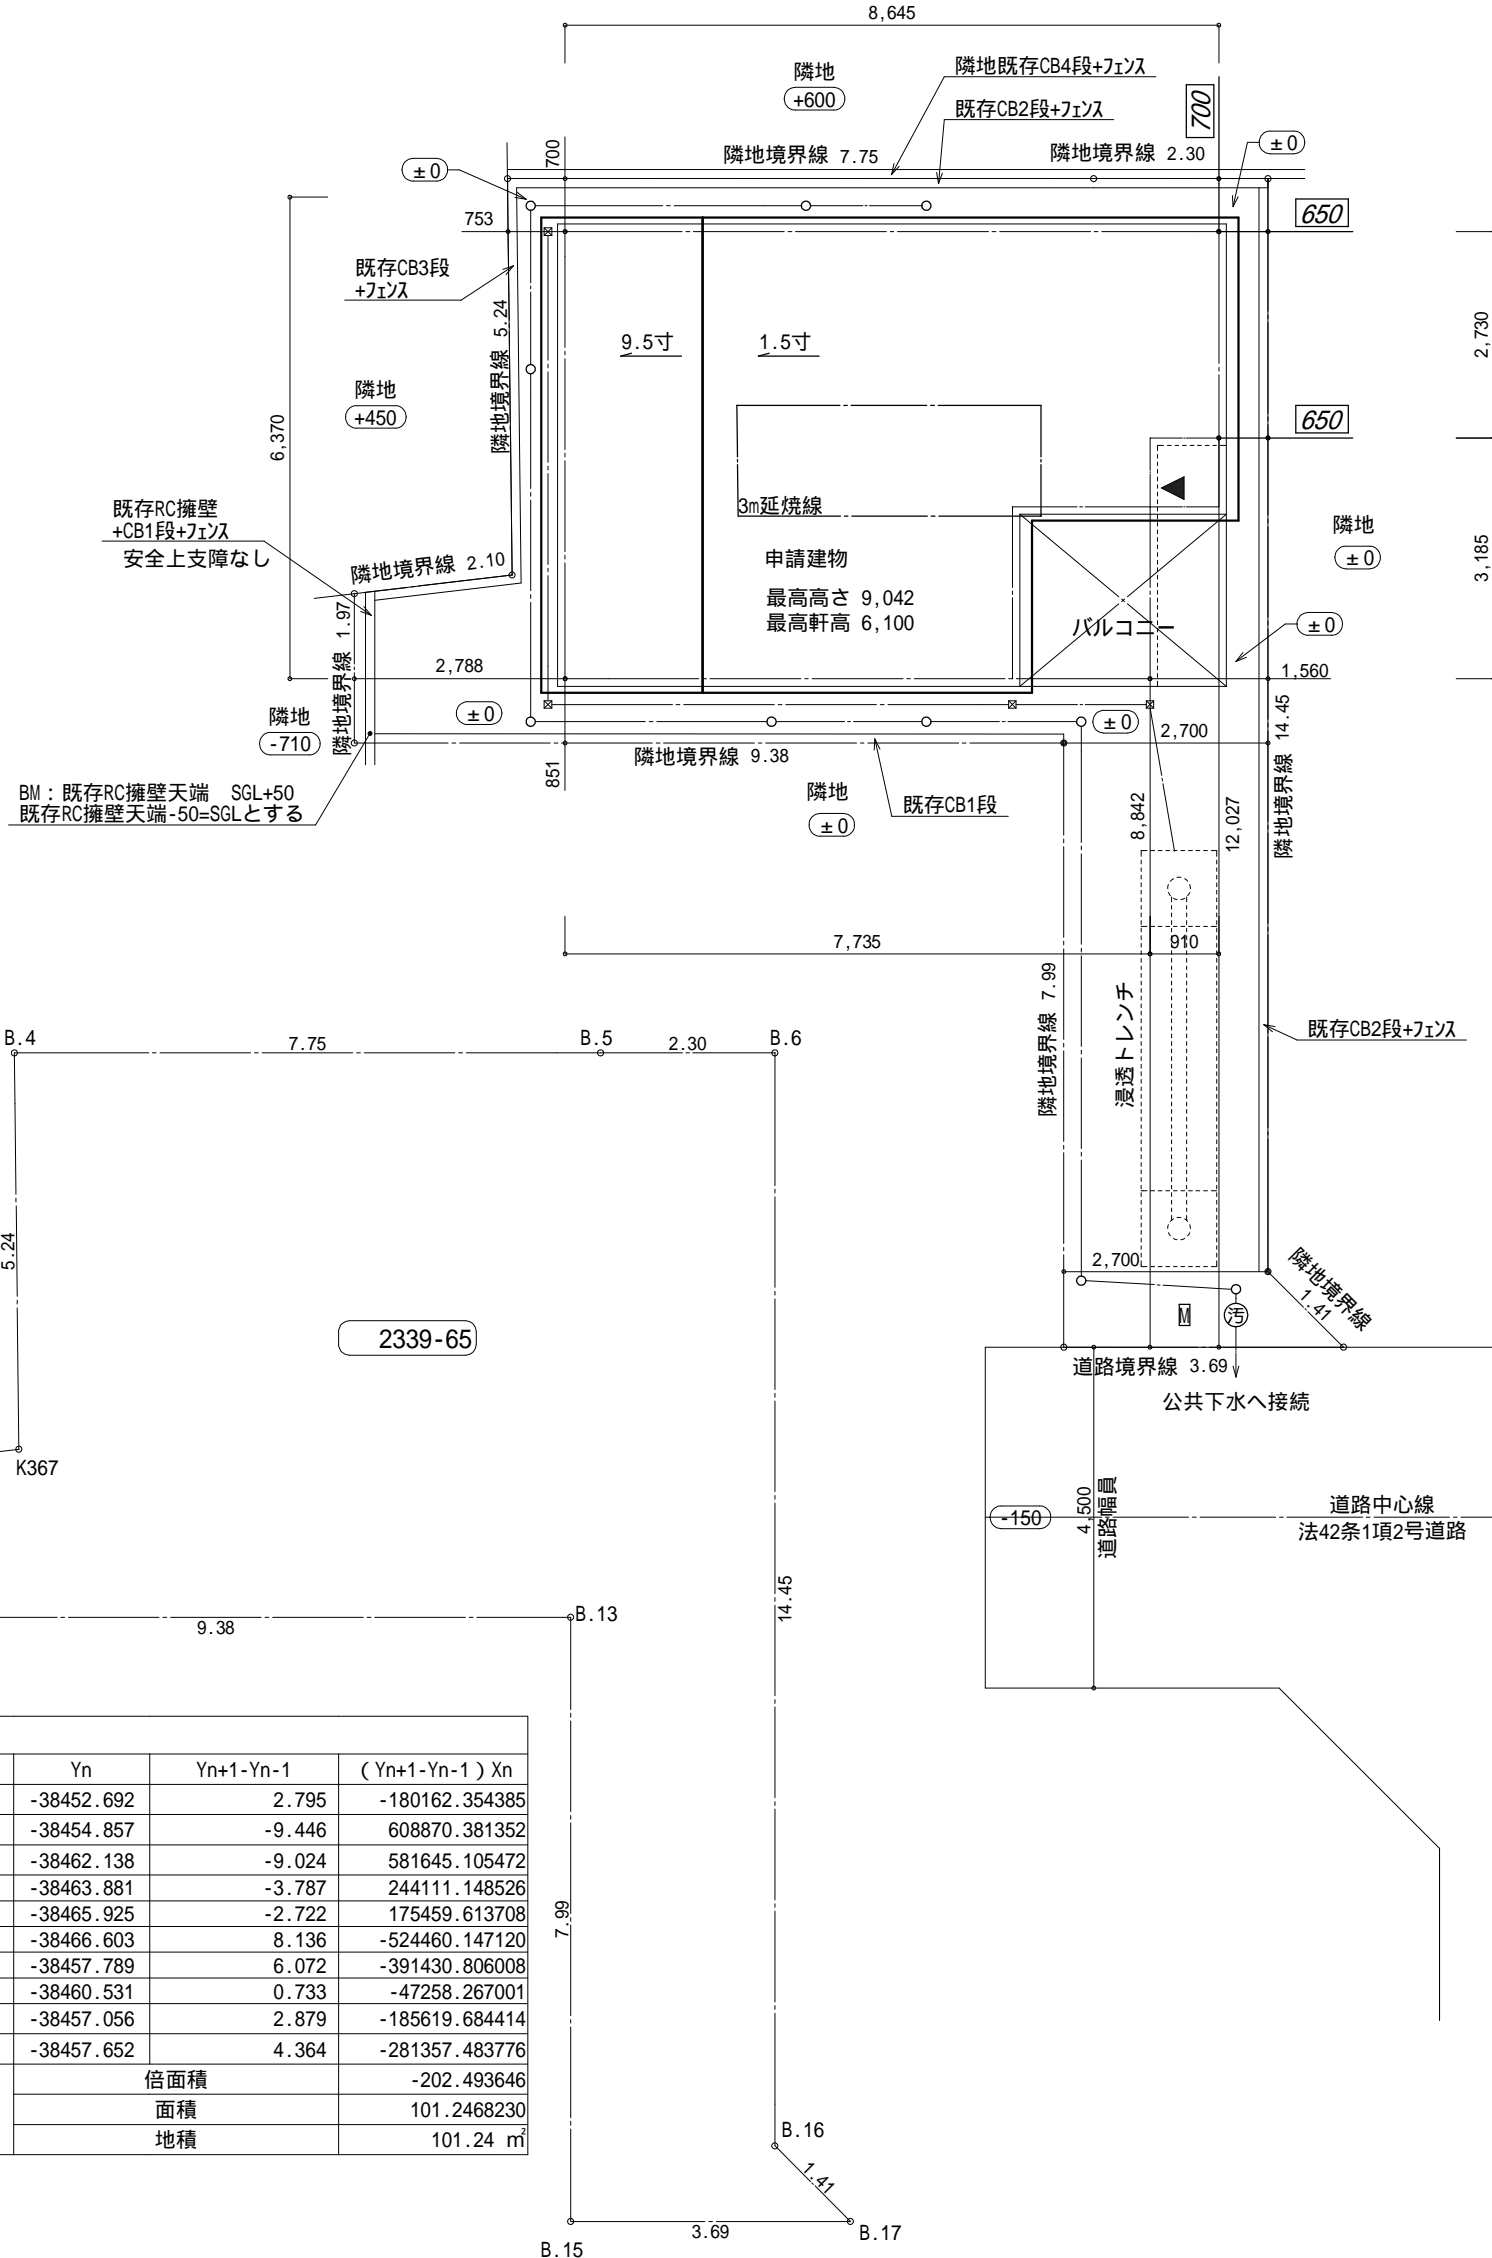 8,645
隣地
+600
隣地既存CB4段+フェンス
既存CB2段+フェンス
700
700
隣地境界線 7.75
隣地境界線 2.30
±0
±0
753
650
既存CB3段
+フェンス
隣地境界線 5.24
9.5寸
1.5寸
2,730
隣地
+450
6,370
650
既存RC擁壁
+CB1段+フェンス
安全上支障なし
3m延焼線
隣地
±0
3,185
申請建物
最高高さ 9,042
最高軒高 6,100
隣地境界線 2.10
隣地境界線 1.97
バルコニー
±0
2,788
1,560
隣地
-710
±0
±0
2,700
隣地境界線 14.45
隣地境界線 9.38
851
BM：既存RC擁壁天端 SGL+50
既存RC擁壁天端-50=SGLとする
隣地
±0
既存CB1段
8,842
12,027
7,735
910
隣地境界線 7.99
浸透トレンチ
既存CB2段+フェンス
2,700
隣地境界線
1.41
M
汚
道路境界線 3.69
公共下水へ接続
4,500
道路幅員
-150
道路中心線
法42条1項2号道路
B.4
7.75
B.5
2.30
B.6
5.24
2339-65
K367
14.45
9.38
B.13
7.99
B.16
1.41
3.69
B.17
B.15
Yn Yn+1-Yn-1 (Yn+1-Yn-1)Xn
-38452.692 2.795 -180162.354385
-38454.857 -9.446 608870.381352
-38462.138 -9.024 581645.105472
-38463.881 -3.787 244111.148526
-38465.925 -2.722 175459.613708
-38466.603 8.136 -524460.147120
-38457.789 6.072 -391430.806008
-38460.531 0.733 -47258.267001
-38457.056 2.879 -185619.684414
-38457.652 4.364 -281357.483776
倍面積 -202.493646
面積 101.2468230
地積 101.24 ㎡